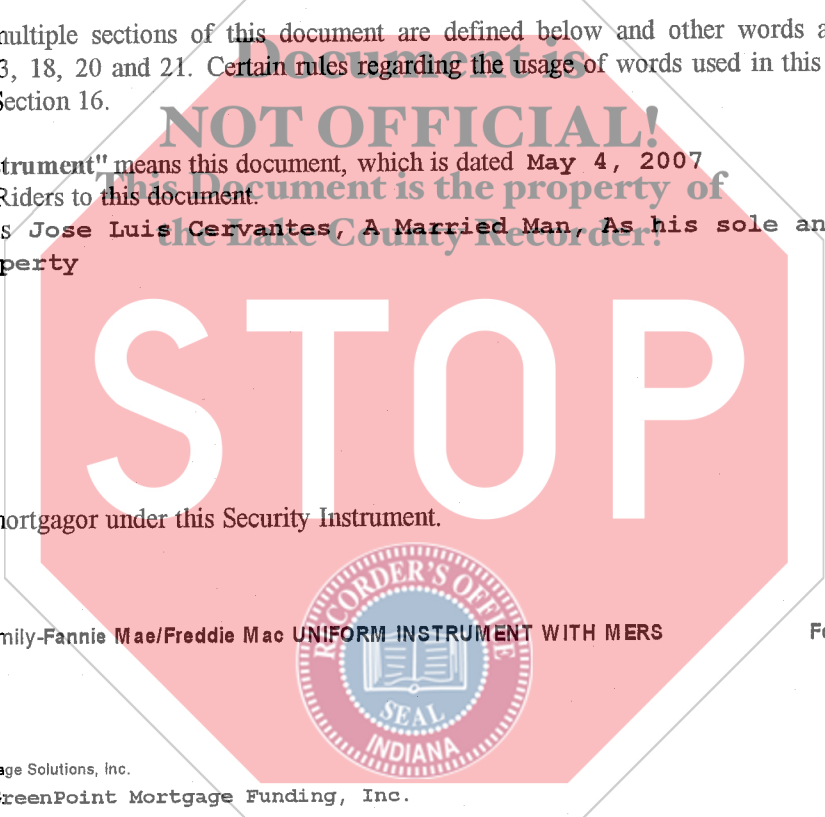 multiple sections of this document are defined below and other words a
3, 18, 20 and 21. Certain rules regarding the usage of words used in this
Section 16.
Document is
NOT OFFICIAL!
This Document is the property of
the Lake County Recorder!
trument" means this document, which is dated May 4, 2007
Riders to this document.
s Jose Luis Cervantes, A Married Man, As his sole an
perty
STOP
mortgagor under this Security Instrument.
RECORDER'S OFFICE
SEAL
INDIANA
mily-Fannie Mae/Freddie Mac UNIFORM INSTRUMENT WITH MERS Fo
age Solutions, Inc.
GreenPoint Mortgage Funding, Inc.